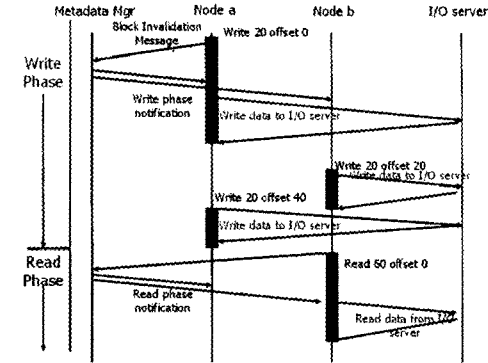 Metadata Mgr
Node a
Node b
I/O server
Block Invalidation
Message
Write 20 offset 0
Write
Phase
Write phase
notification
Write data to I/O server
Write 20 offset 20
Write data to I/O server
Write 20 offset 40
Write data to I/O server
Read
Phase
Read 60 offset 0
Read phase
notification
Read data from I/O
server